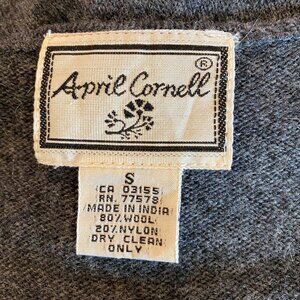 ®
April Cornell
S
CA 03155
RN. 77578
MADE IN INDIA
80% WOOL
20% NYLON
DRY CLEAN
ONLY